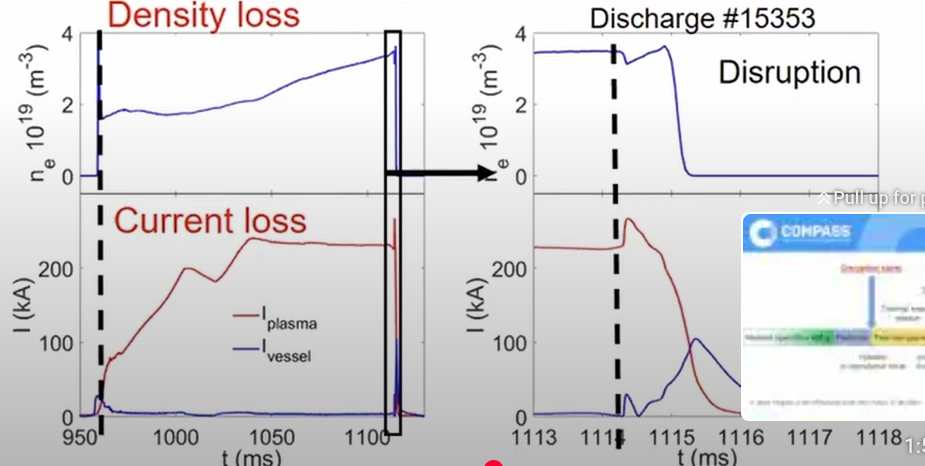 Density loss
Discharge #15353
4
2
0
n_e 10^19 (m^-3)
4
2
0
n_e 10^19 (m^-3)
Disruption
Current loss
200
100
0
I (kA)
I_plasma
I_vessel
200
100
0
I (kA)
Pull up for
COMPASS
950
1000
1050
1100
t (ms)
1113
1114
1115
1116
1117
1118
t (ms)